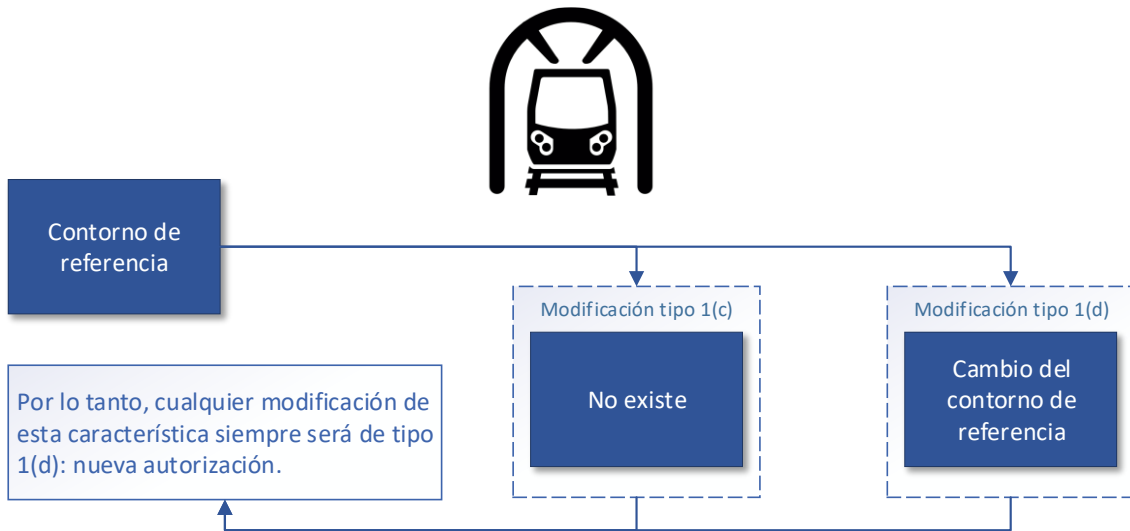 Contorno de
referencia
Modificación tipo 1(c)
No existe
Modificación tipo 1(d)
Cambio del
contorno de
referencia
Por lo tanto, cualquier modificación de
esta característica siempre será de tipo
1(d): nueva autorización.